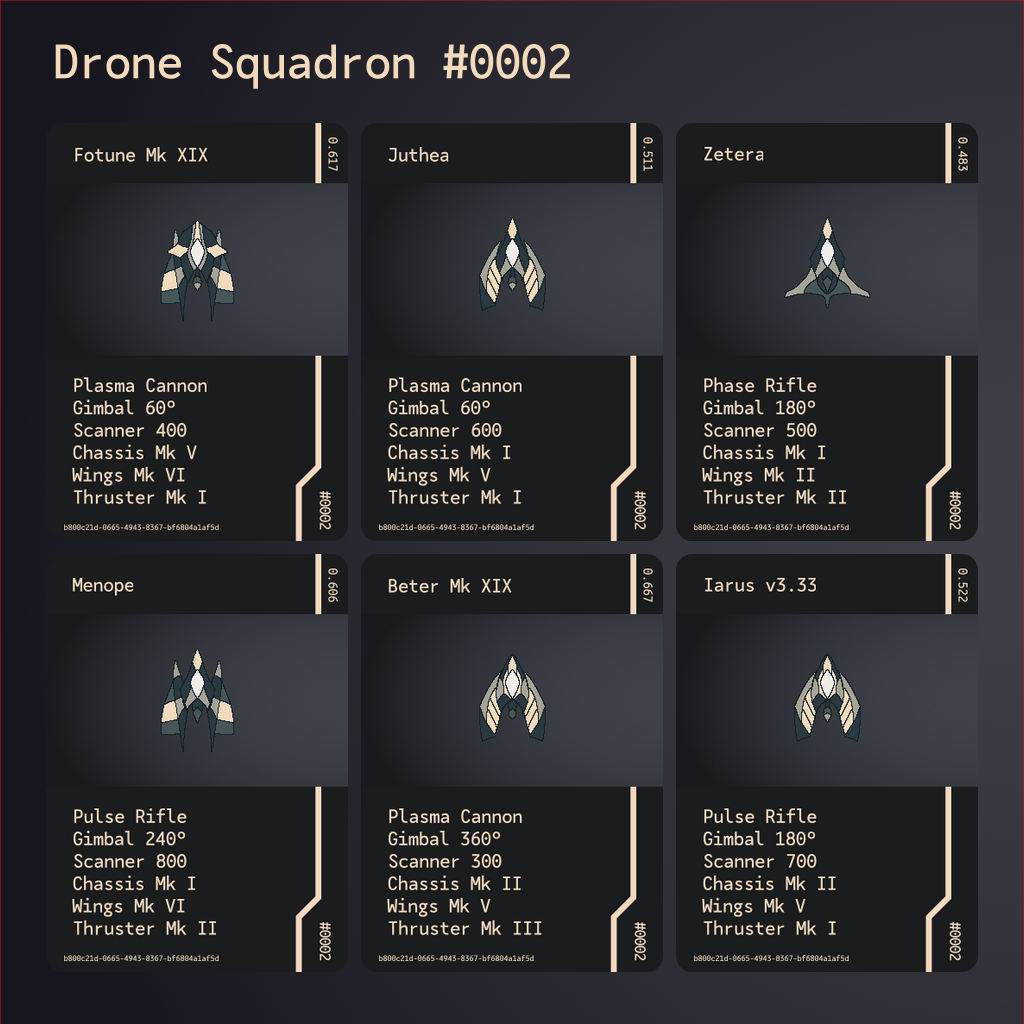 Drone Squadron #0002
Fotune Mk XIX
0.617
Plasma Cannon
Gimbal 60º
Scanner 400
Chassis Mk V
Wings Mk VI
Thruster Mk I
#0002
b800c21d-0665-4943-8367-bf6804a1af5d
Juthea
0.511
Plasma Cannon
Gimbal 60º
Scanner 600
Chassis Mk I
Wings Mk V
Thruster Mk I
#0002
b800c21d-0665-4943-8367-bf6804a1af5d
Zetera
0.483
Phase Rifle
Gimbal 180º
Scanner 500
Chassis Mk I
Wings Mk II
Thruster Mk II
#0002
b800c21d-0665-4943-8367-bf6804a1af5d
Menope
0.606
Pulse Rifle
Gimbal 240º
Scanner 800
Chassis Mk I
Wings Mk VI
Thruster Mk II
#0002
b800c21d-0665-4943-8367-bf6804a1af5d
Beter Mk XIX
0.667
Plasma Cannon
Gimbal 360º
Scanner 300
Chassis Mk II
Wings Mk V
Thruster Mk III
#0002
b800c21d-0665-4943-8367-bf6804a1af5d
Iarus v3.33
0.522
Pulse Rifle
Gimbal 180º
Scanner 700
Chassis Mk II
Wings Mk V
Thruster Mk I
#0002
b800c21d-0665-4943-8367-bf6804a1af5d